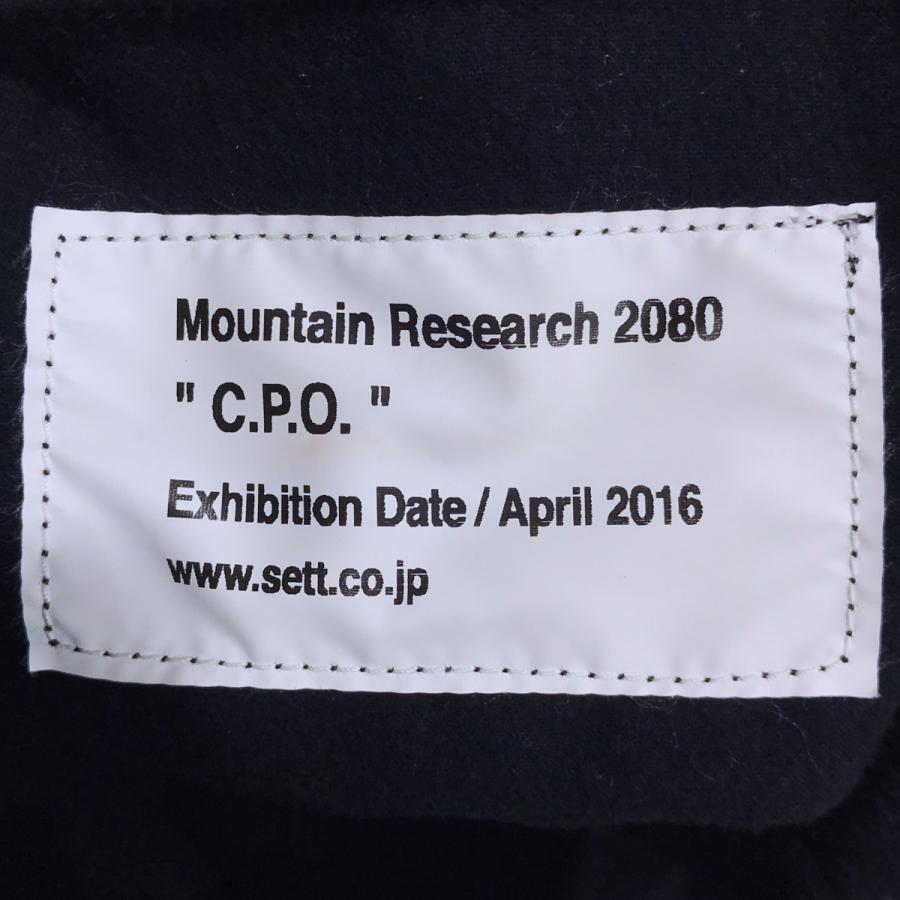 Mountain Research 2080
" C.P.O. "
Exhibition Date / April 2016
www.sett.co.jp